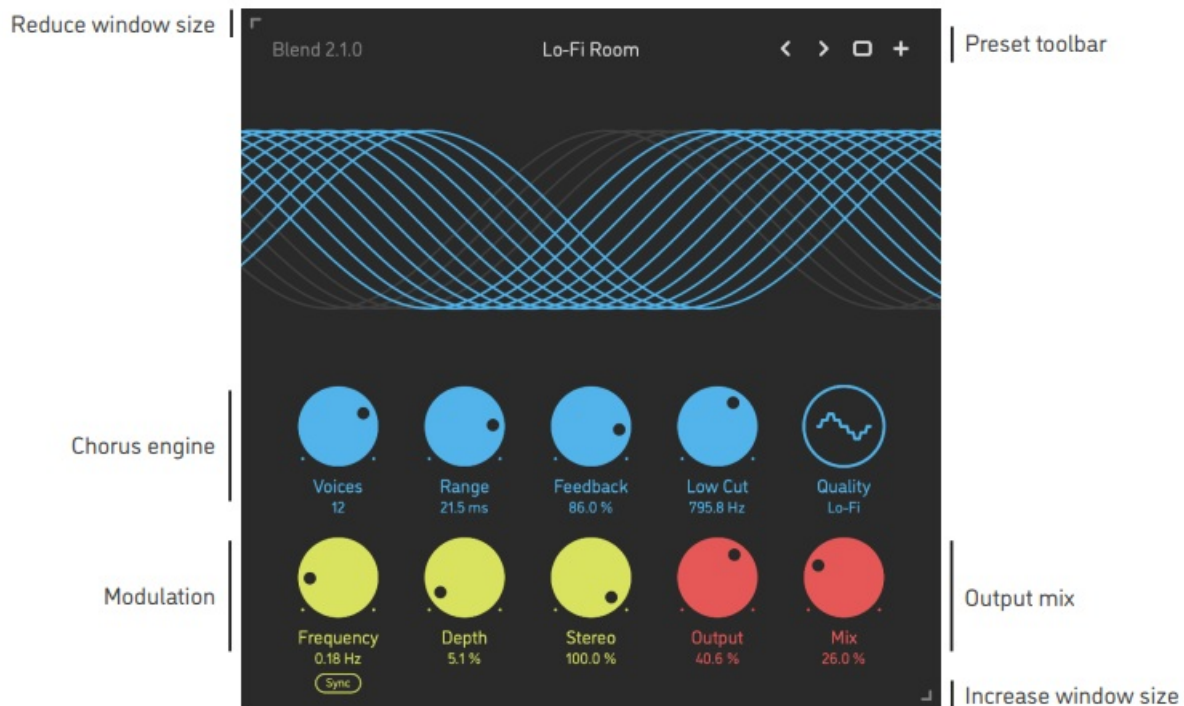 Reduce window size
Blend 2.1.0
Lo-Fi Room
Preset toolbar
Chorus engine
Voices
12
Range
21.5 ms
Feedback
86.0 %
Low Cut
795.8 Hz
Quality
Lo-Fi
Modulation
Frequency
0.18 Hz
Sync
Depth
5.1 %
Stereo
100.0 %
Output
40.6 %
Mix
26.0 %
Output mix
Increase window size